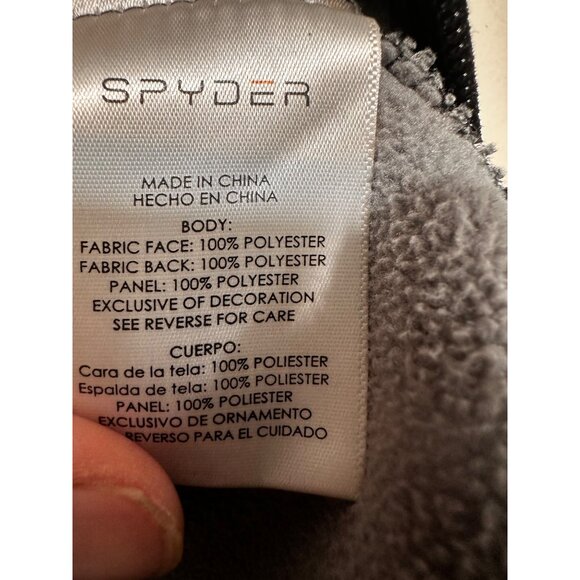 SPYDER
MADE IN CHINA
HECHO EN CHINA
BODY:
FABRIC FACE: 100% POLYESTER
FABRIC BACK: 100% POLYESTER
PANEL: 100% POLYESTER
EXCLUSIVE OF DECORATION
SEE REVERSE FOR CARE
CUERPO:
Cara de la tela: 100% POLIESTER
Espalda de tela: 100% POLIESTER
PANEL: 100% POLIESTER
EXCLUSIVO DE ORNAMENTO
REVERSO PARA EL CUIDADO